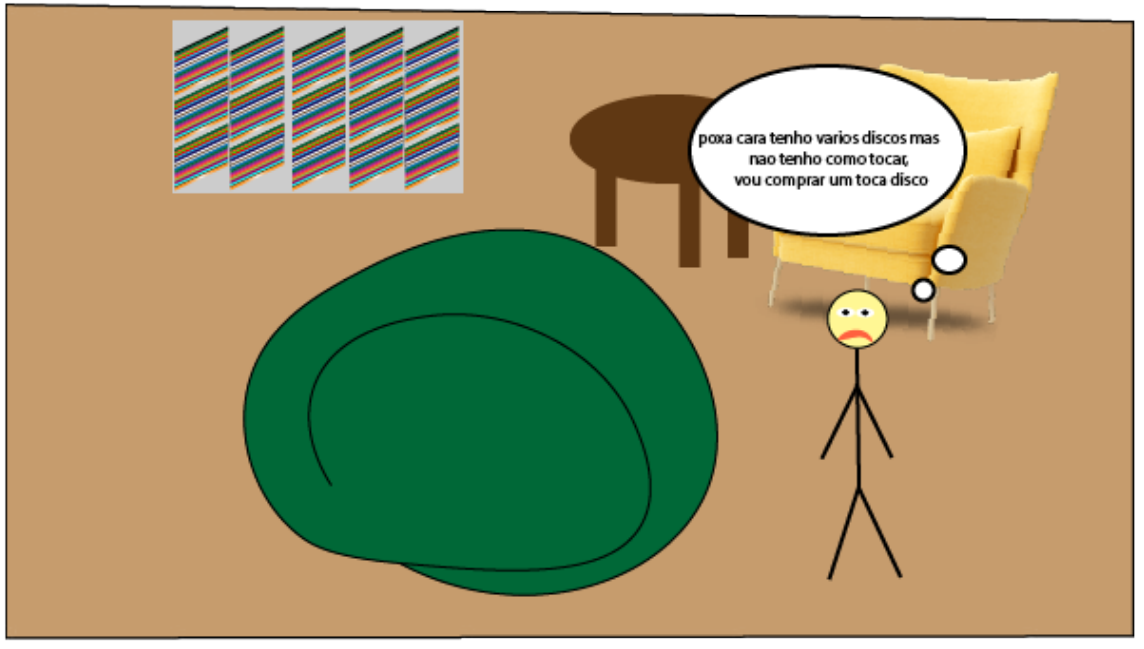 poxa cara tenho varios discos mas
nao tenho como tocar,
vou comprar um toca disco